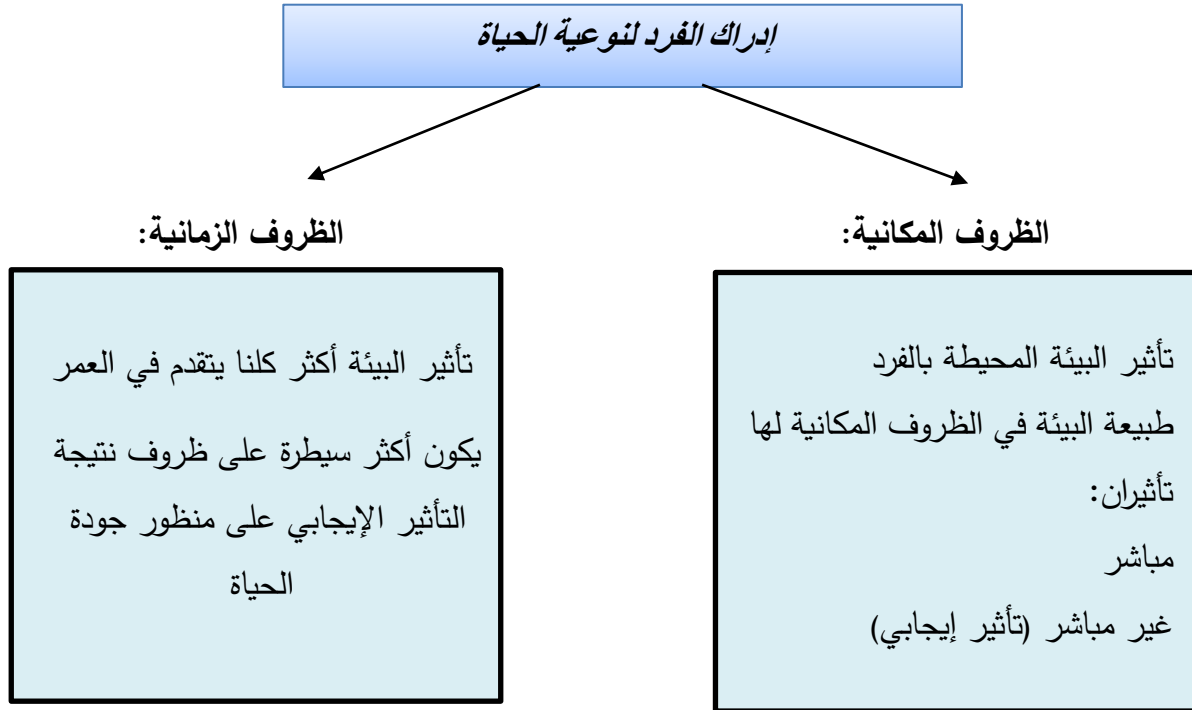 إدراك الفرد لنوعية الحياة
الظروف المكانية:
تأثير البيئة المحيطة بالفرد
طبيعة البيئة في الظروف المكانية لها
تأثيران:
مباشر
غير مباشر (تأثير إيجابي)
الظروف الزمانية:
تأثير البيئة أكثر كلنا يتقدم في العمر
يكون أكثر سيطرة على ظروف نتيجة
التأثير الإيجابي على منظور جودة
الحياة